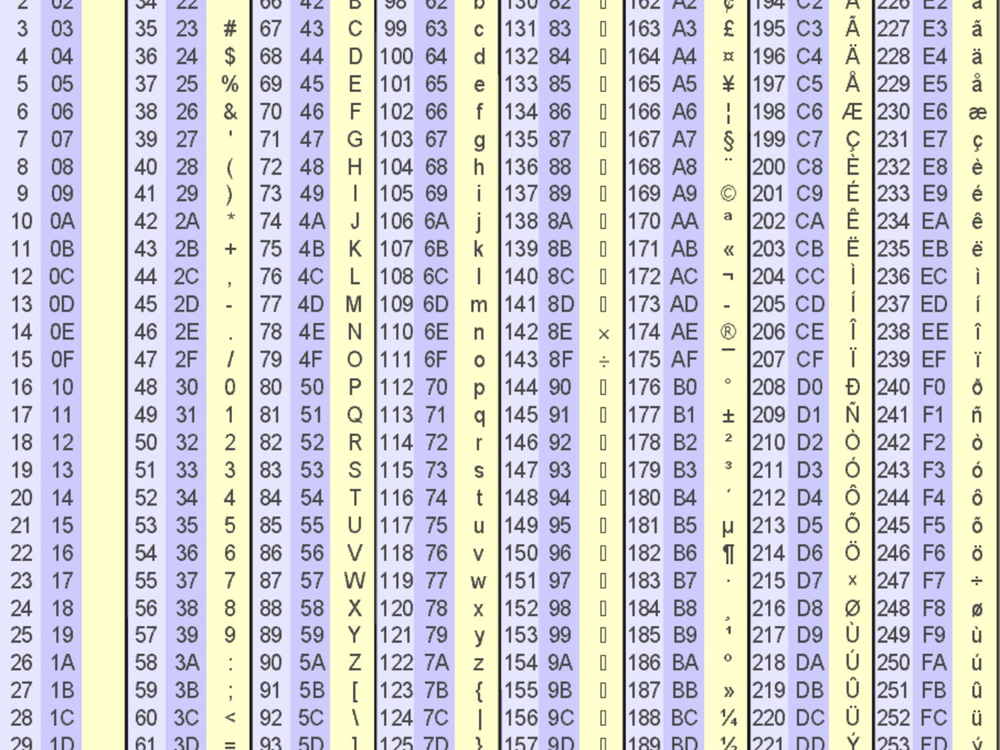 2 02 34 22 66 42 B 98 62 b 130 82 ▯ 162 A2 ¢ 194 C2 Â 226 E2 â
3 03 35 23 # 67 43 C 99 63 c 131 83 ▯ 163 A3 £ 195 C3 Ã 227 E3 ã
4 04 36 24 $ 68 44 D 100 64 d 132 84 ▯ 164 A4 ¤ 196 C4 Ä 228 E4 ä
5 05 37 25 % 69 45 E 101 65 e 133 85 ▯ 165 A5 ¥ 197 C5 Å 229 E5 å
6 06 38 26 & 70 46 F 102 66 f 134 86 ▯ 166 A6 ¦ 198 C6 Æ 230 E6 æ
7 07 39 27 ' 71 47 G 103 67 g 135 87 ▯ 167 A7 § 199 C7 Ç 231 E7 ç
8 08 40 28 ( 72 48 H 104 68 h 136 88 ▯ 168 A8 ¨ 200 C8 È 232 E8 è
9 09 41 29 ) 73 49 I 105 69 i 137 89 ▯ 169 A9 © 201 C9 É 233 E9 é
10 0A 42 2A * 74 4A J 106 6A j 138 8A ▯ 170 AA ª 202 CA Ê 234 EA ê
11 0B 43 2B + 75 4B K 107 6B k 139 8B ▯ 171 AB « 203 CB Ë 235 EB ë
12 0C 44 2C , 76 4C L 108 6C l 140 8C ▯ 172 AC ¬ 204 CC Ì 236 EC ì
13 0D 45 2D - 77 4D M 109 6D m 141 8D ▯ 173 AD - 205 CD Í 237 ED í
14 0E 46 2E . 78 4E N 110 6E n 142 8E × 174 AE ® 206 CE Î 238 EE î
15 0F 47 2F / 79 4F O 111 6F o 143 8F ÷ 175 AF ¯ 207 CF Ï 239 EF ï
16 10 48 30 0 80 50 P 112 70 p 144 90 ▯ 176 B0 ° 208 D0 Ð 240 F0 ð
17 11 49 31 1 81 51 Q 113 71 q 145 91 ▯ 177 B1 ± 209 D1 Ñ 241 F1 ñ
18 12 50 32 2 82 52 R 114 72 r 146 92 ▯ 178 B2 ² 210 D2 Ò 242 F2 ò
19 13 51 33 3 83 53 S 115 73 s 147 93 ▯ 179 B3 ³ 211 D3 Ó 243 F3 ó
20 14 52 34 4 84 54 T 116 74 t 148 94 ▯ 180 B4 ´ 212 D4 Ô 244 F4 ô
21 15 53 35 5 85 55 U 117 75 u 149 95 ▯ 181 B5 µ 213 D5 Õ 245 F5 õ
22 16 54 36 6 86 56 V 118 76 v 150 96 ▯ 182 B6 ¶ 214 D6 Ö 246 F6 ö
23 17 55 37 7 87 57 W 119 77 w 151 97 ▯ 183 B7 · 215 D7 × 247 F7 ÷
24 18 56 38 8 88 58 X 120 78 x 152 98 ▯ 184 B8 ¸ 216 D8 Ø 248 F8 ø
25 19 57 39 9 89 59 Y 121 79 y 153 99 ▯ 185 B9 ¹ 217 D9 Ù 249 F9 ù
26 1A 58 3A : 90 5A Z 122 7A z 154 9A ▯ 186 BA º 218 DA Ú 250 FA ú
27 1B 59 3B ; 91 5B [ 123 7B { 155 9B ▯ 187 BB » 219 DB Û 251 FB û
28 1C 60 3C < 92 5C \ 124 7C | 156 9C ▯ 188 BC ¼ 220 DC Ü 252 FC ü
29 1D 61 3D = 93 5D ] 125 7D } 157 9D ▯ 189 BD ½ 221 DD Ý 253 FD ý